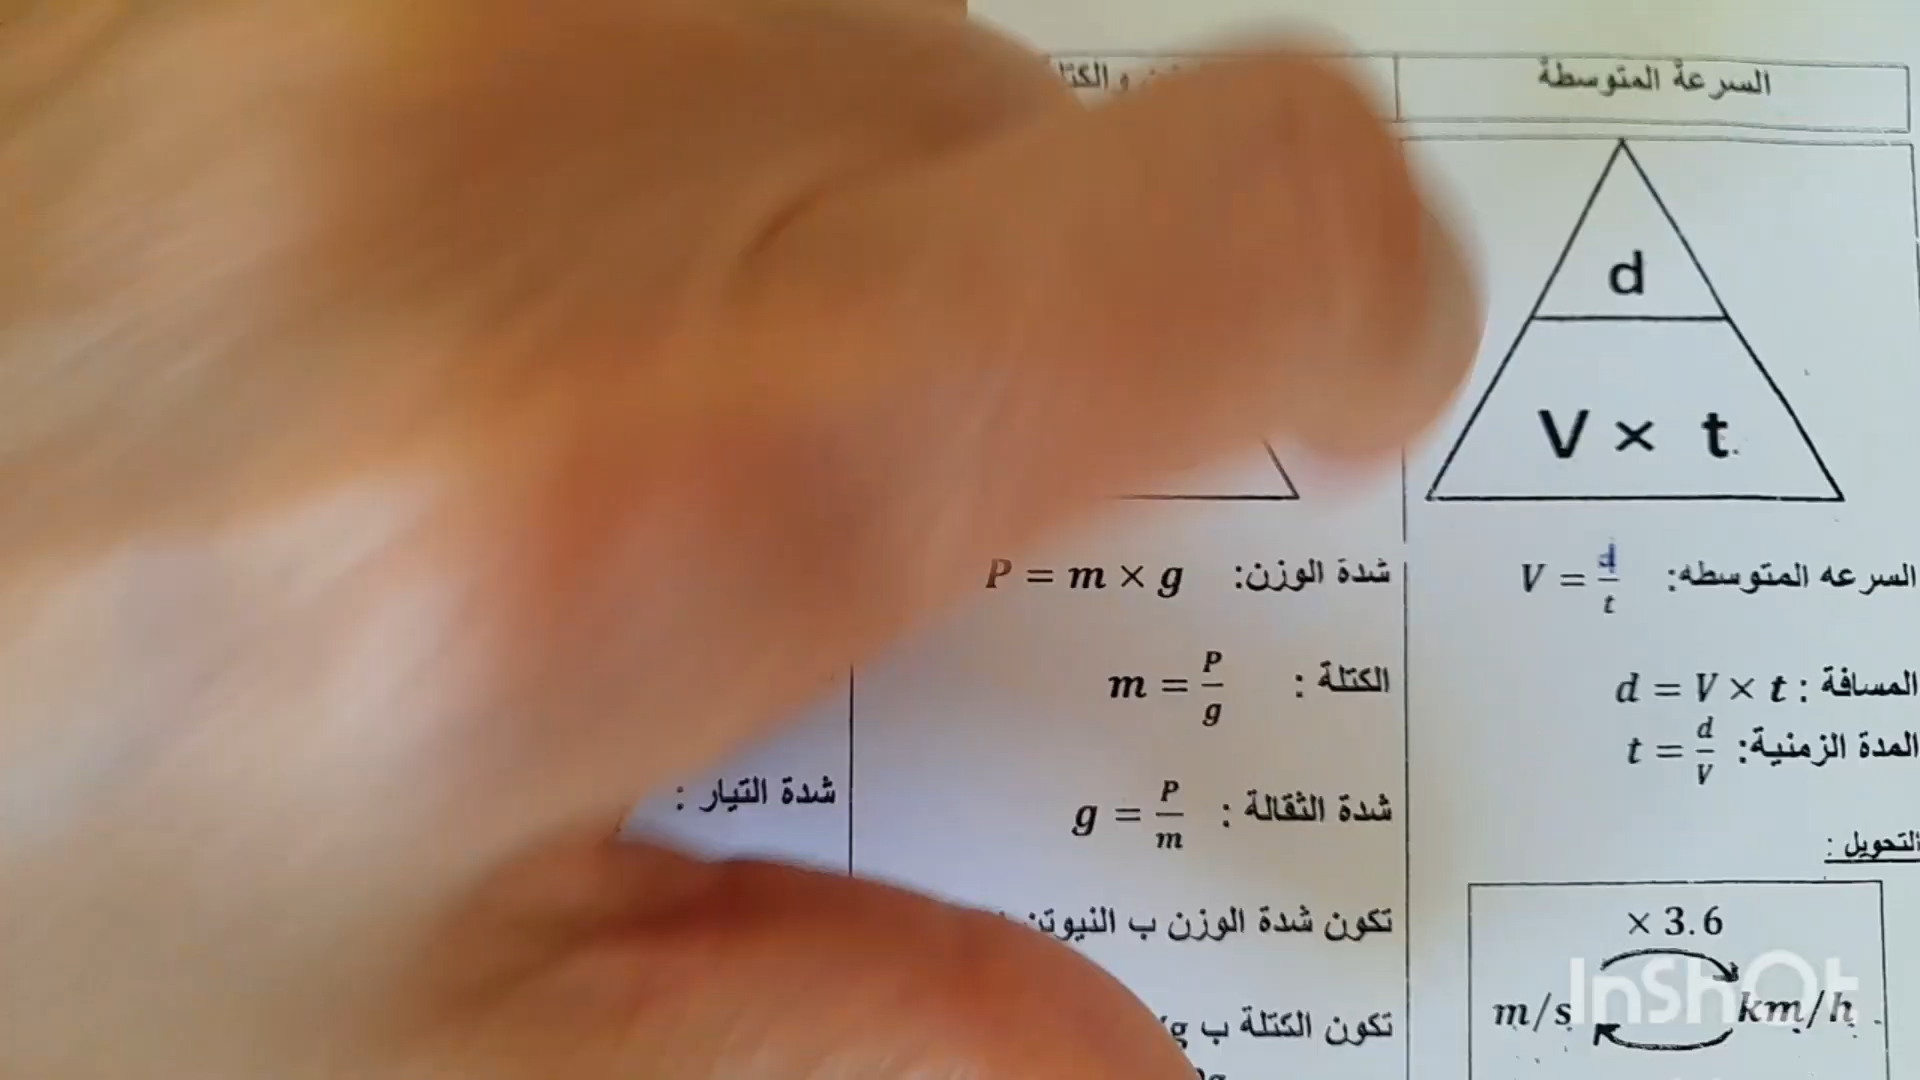 السرعة المتوسطة
d
V × t
السرعه المتوسطه: V = d/t
المسافة : d = V × t
المدة الزمنية: t = d/V
التحويل :
× 3.6
m/s km/h
و الكتلة
شدة الوزن: P = m × g
الكتلة : m = P/g
شدة الثقالة : g = P/m
تكون شدة الوزن ب النيوتن
تكون الكتلة ب
شدة التيار :
InShOt